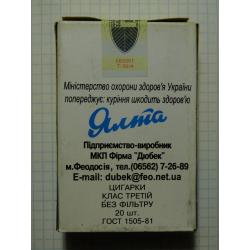 Міністерство охорони здоров'я України
попереджує: куріння шкодить здоров'ю
Ялта
Підприємство-виробник
МКП Фірма "Дюбек"
м.Феодосія, тел.(06562) 7-26-89
E-mail: dubek@feo.net.ua
ЦИГАРКИ
КЛАС ТРЕТІЙ
БЕЗ ФІЛЬТРУ
20 шт.
ГОСТ 1505-81